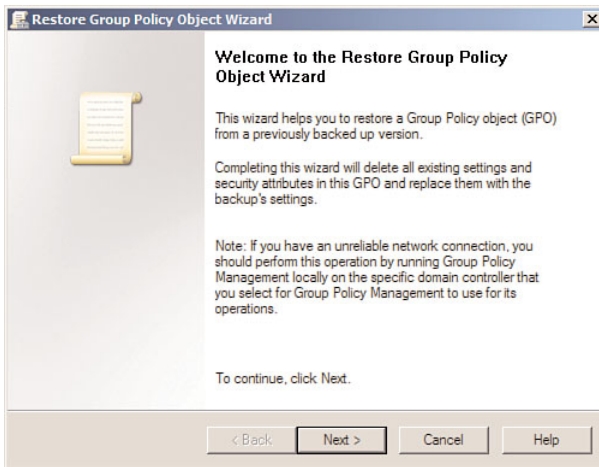 Restore Group Policy Object Wizard
Welcome to the Restore Group Policy
Object Wizard
This wizard helps you to restore a Group Policy object (GPO)
from a previously backed up version.
Completing this wizard will delete all existing settings and
security attributes in this GPO and replace them with the
backup's settings.
Note: If you have an unreliable network connection, you
should perform this operation by running Group Policy
Management locally on the specific domain controller that
you select for Group Policy Management to use for its
operations.
To continue, click Next.
< Back Next > Cancel Help